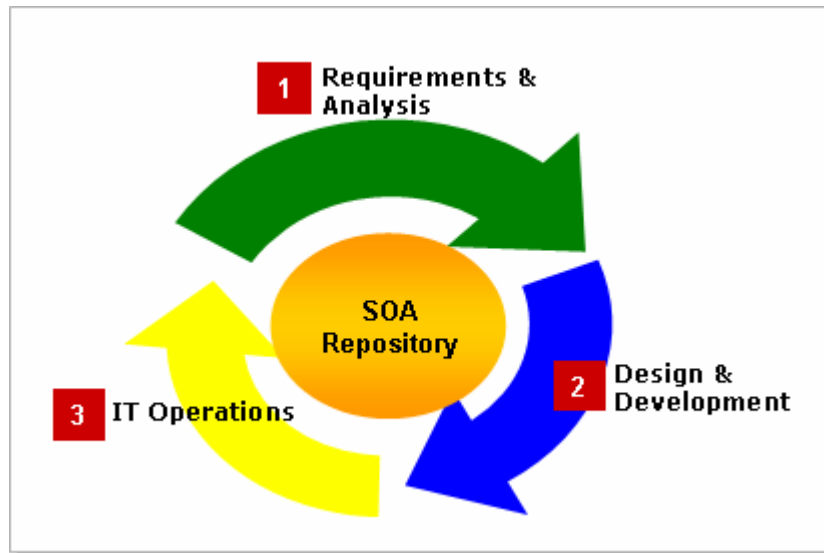 1
Requirements &
Analysis
SOA
Repository
2
Design &
Development
3
IT Operations